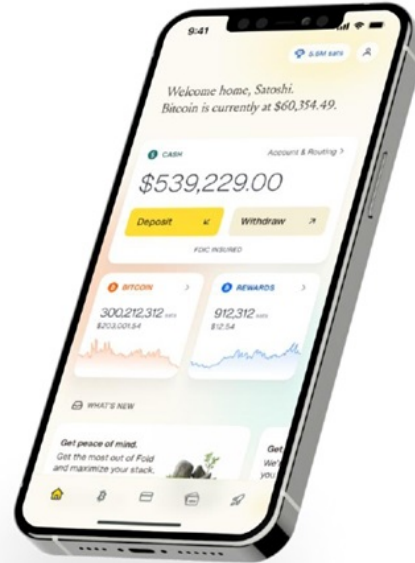 9:41
5.8M sats
Welcome home, Satoshi.
Bitcoin is currently at $60,354.49.
CASH
Account & Routing >
$539,229.00
Deposit
Withdraw
FDIC INSURED
BITCOIN >
300,212,312 sats
$203,001.54
REWARDS >
912,312 sats
$12.54
WHAT'S NEW
Get peace of mind.
Get the most out of Fold
and maximize your stack.
Get
We'
you